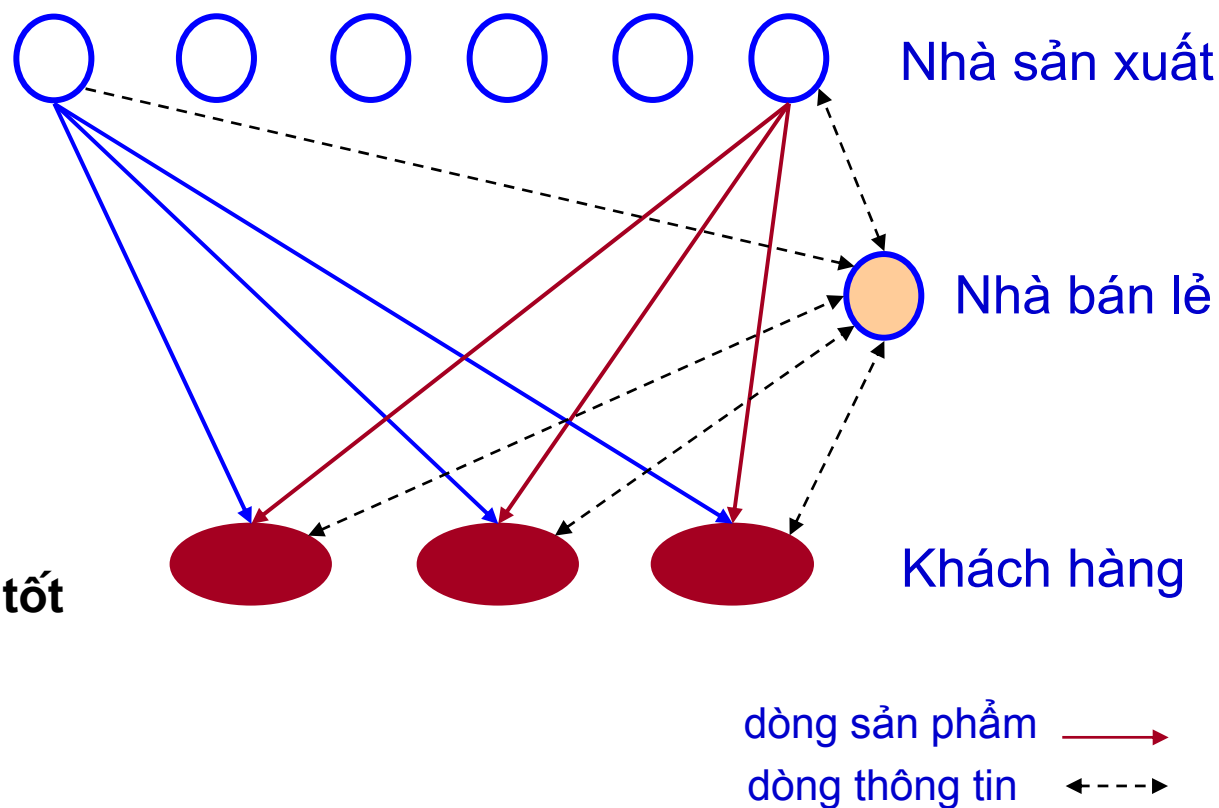 Nhà sản xuất
Nhà bán lẻ
Khách hàng
tốt
dòng sản phẩm
dòng thông tin